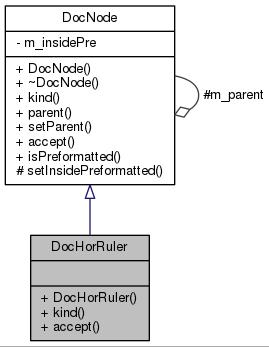 DocNode
- m_insidePre
+ DocNode()
+ ~DocNode()
+ kind()
+ parent()
+ setParent()
+ accept()
+ isPreformatted()
# setInsidePreformatted()
#m_parent
DocHorRuler
+ DocHorRuler()
+ kind()
+ accept()